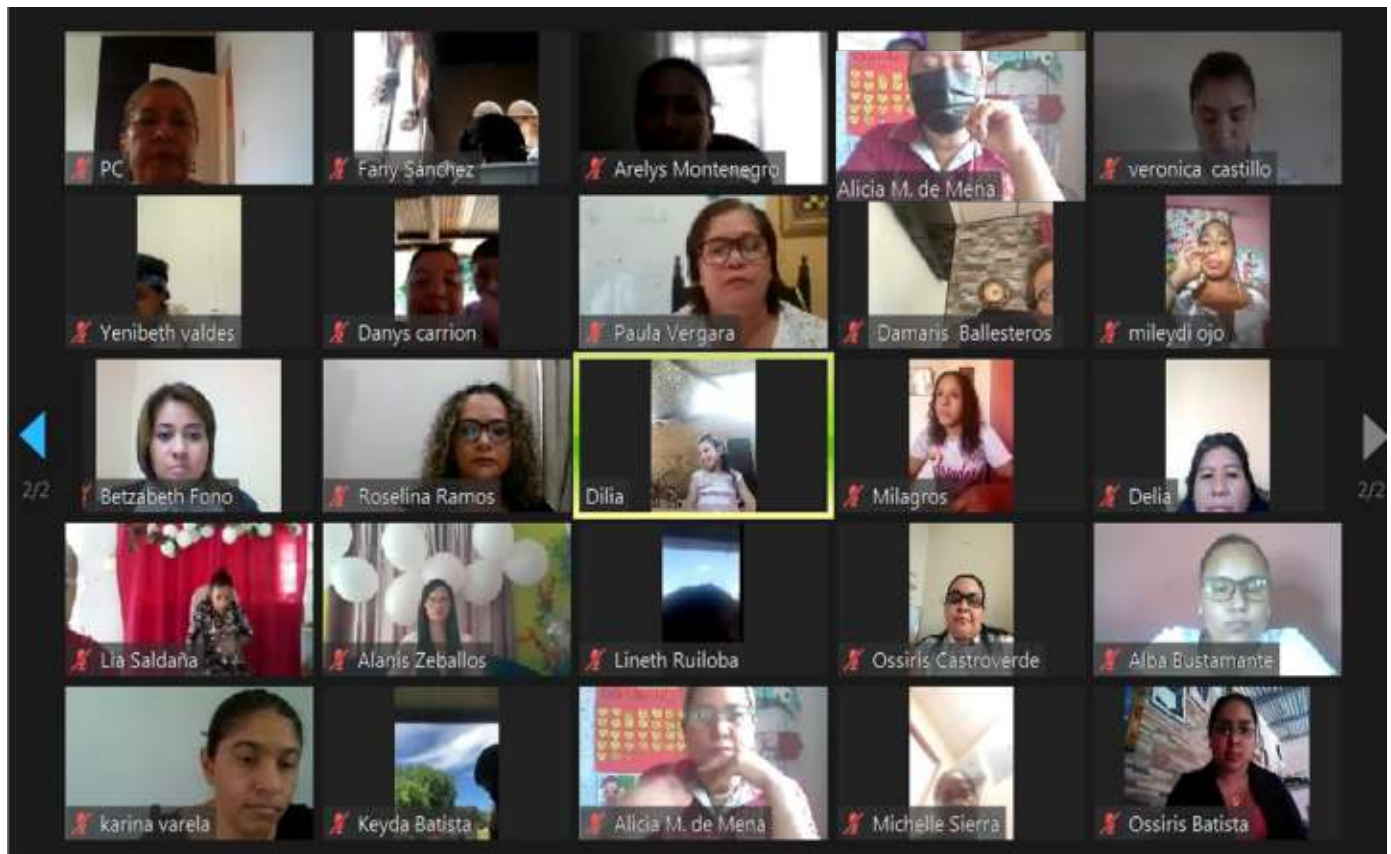 PC
Fany Sánchez
Arelys Montenegro
Alicia M. de Mena
veronica castillo
Yenibeth valdes
Danys carrion
Paula Vergara
Damaris Ballesteros
mileydi ojo
2/2
Betzabeth Fono
Roselina Ramos
Dilia
Milagros
Delia
2/2
Lia Saldaña
Alanis Zeballos
Lineth Ruiloba
Ossiris Castroverde
Alba Bustamante
karina varela
Keyda Batista
Alicia M. de Mena
Michelle Sierra
Ossiris Batista